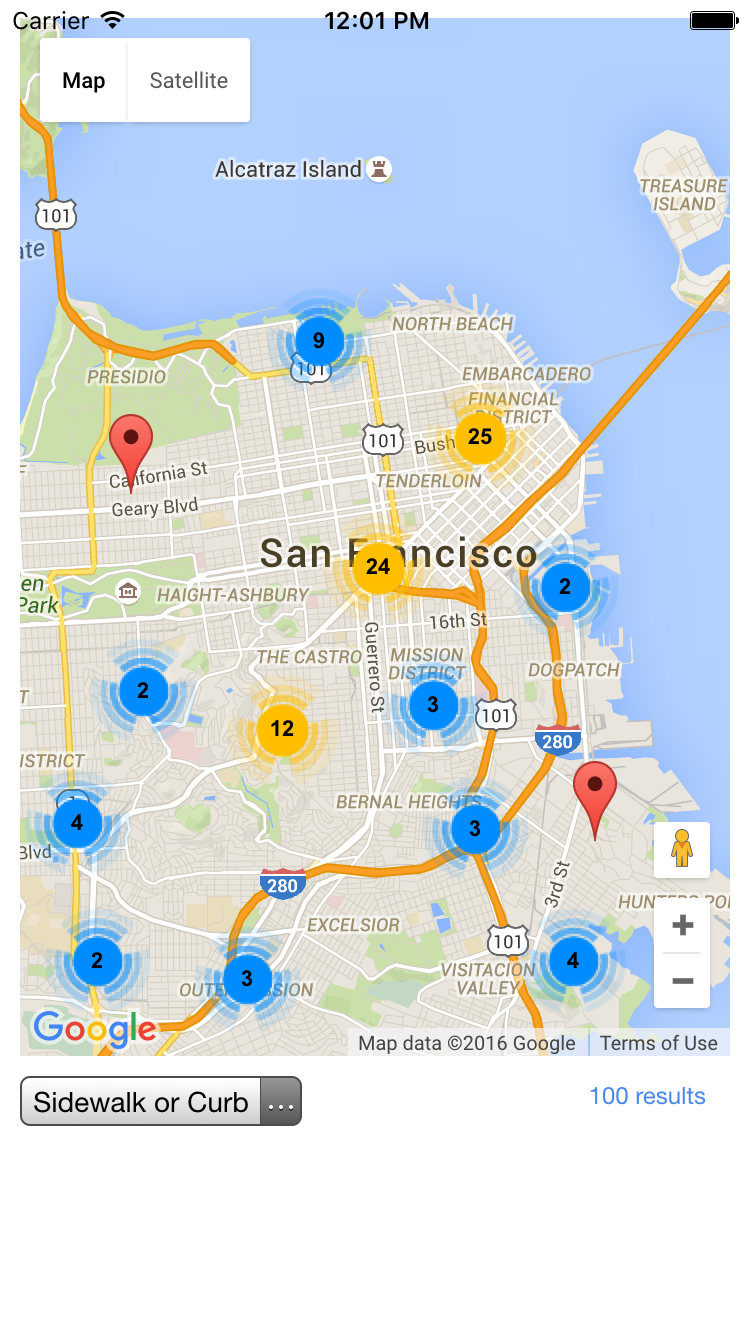 Carrier 12:01 PM
Map Satellite
Alcatraz Island
TREASURE
ISLAND
101
ate
NORTH BEACH
9
101
PRESIDIO
EMBARCADERO
FINANCIAL
DISTRICT
25
101
Bush
California St
TENDERLOIN
Geary Blvd
San Francisco
24
en
Park
2
HAIGHT-ASHBURY
16th St
Guerrero St
THE CASTRO
MISSION
DISTRICT
DOGPATCH
2
3
12
101
280
ISTRICT
BERNAL HEIGHTS
4
3
Blvd
280
3rd St
HUNTERS POI
EXCELSIOR
101
2
3
4
OUTER MISSION
VISITACION
VALLEY
Google
Map data ©2016 Google Terms of Use
Sidewalk or Curb ...
100 results